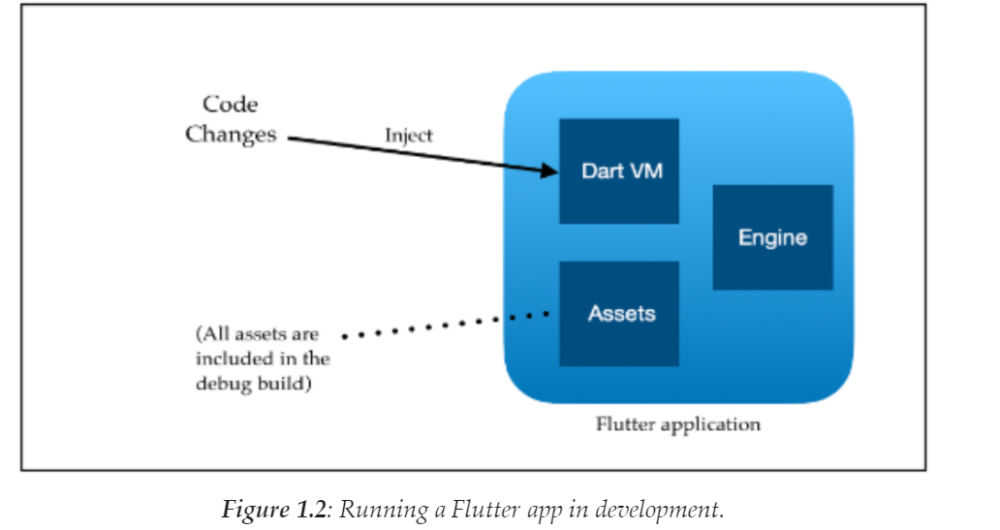 Code
Changes
Inject
Dart VM
Engine
Assets
(All assets are
included in the
debug build)
Flutter application
Figure 1.2: Running a Flutter app in development.